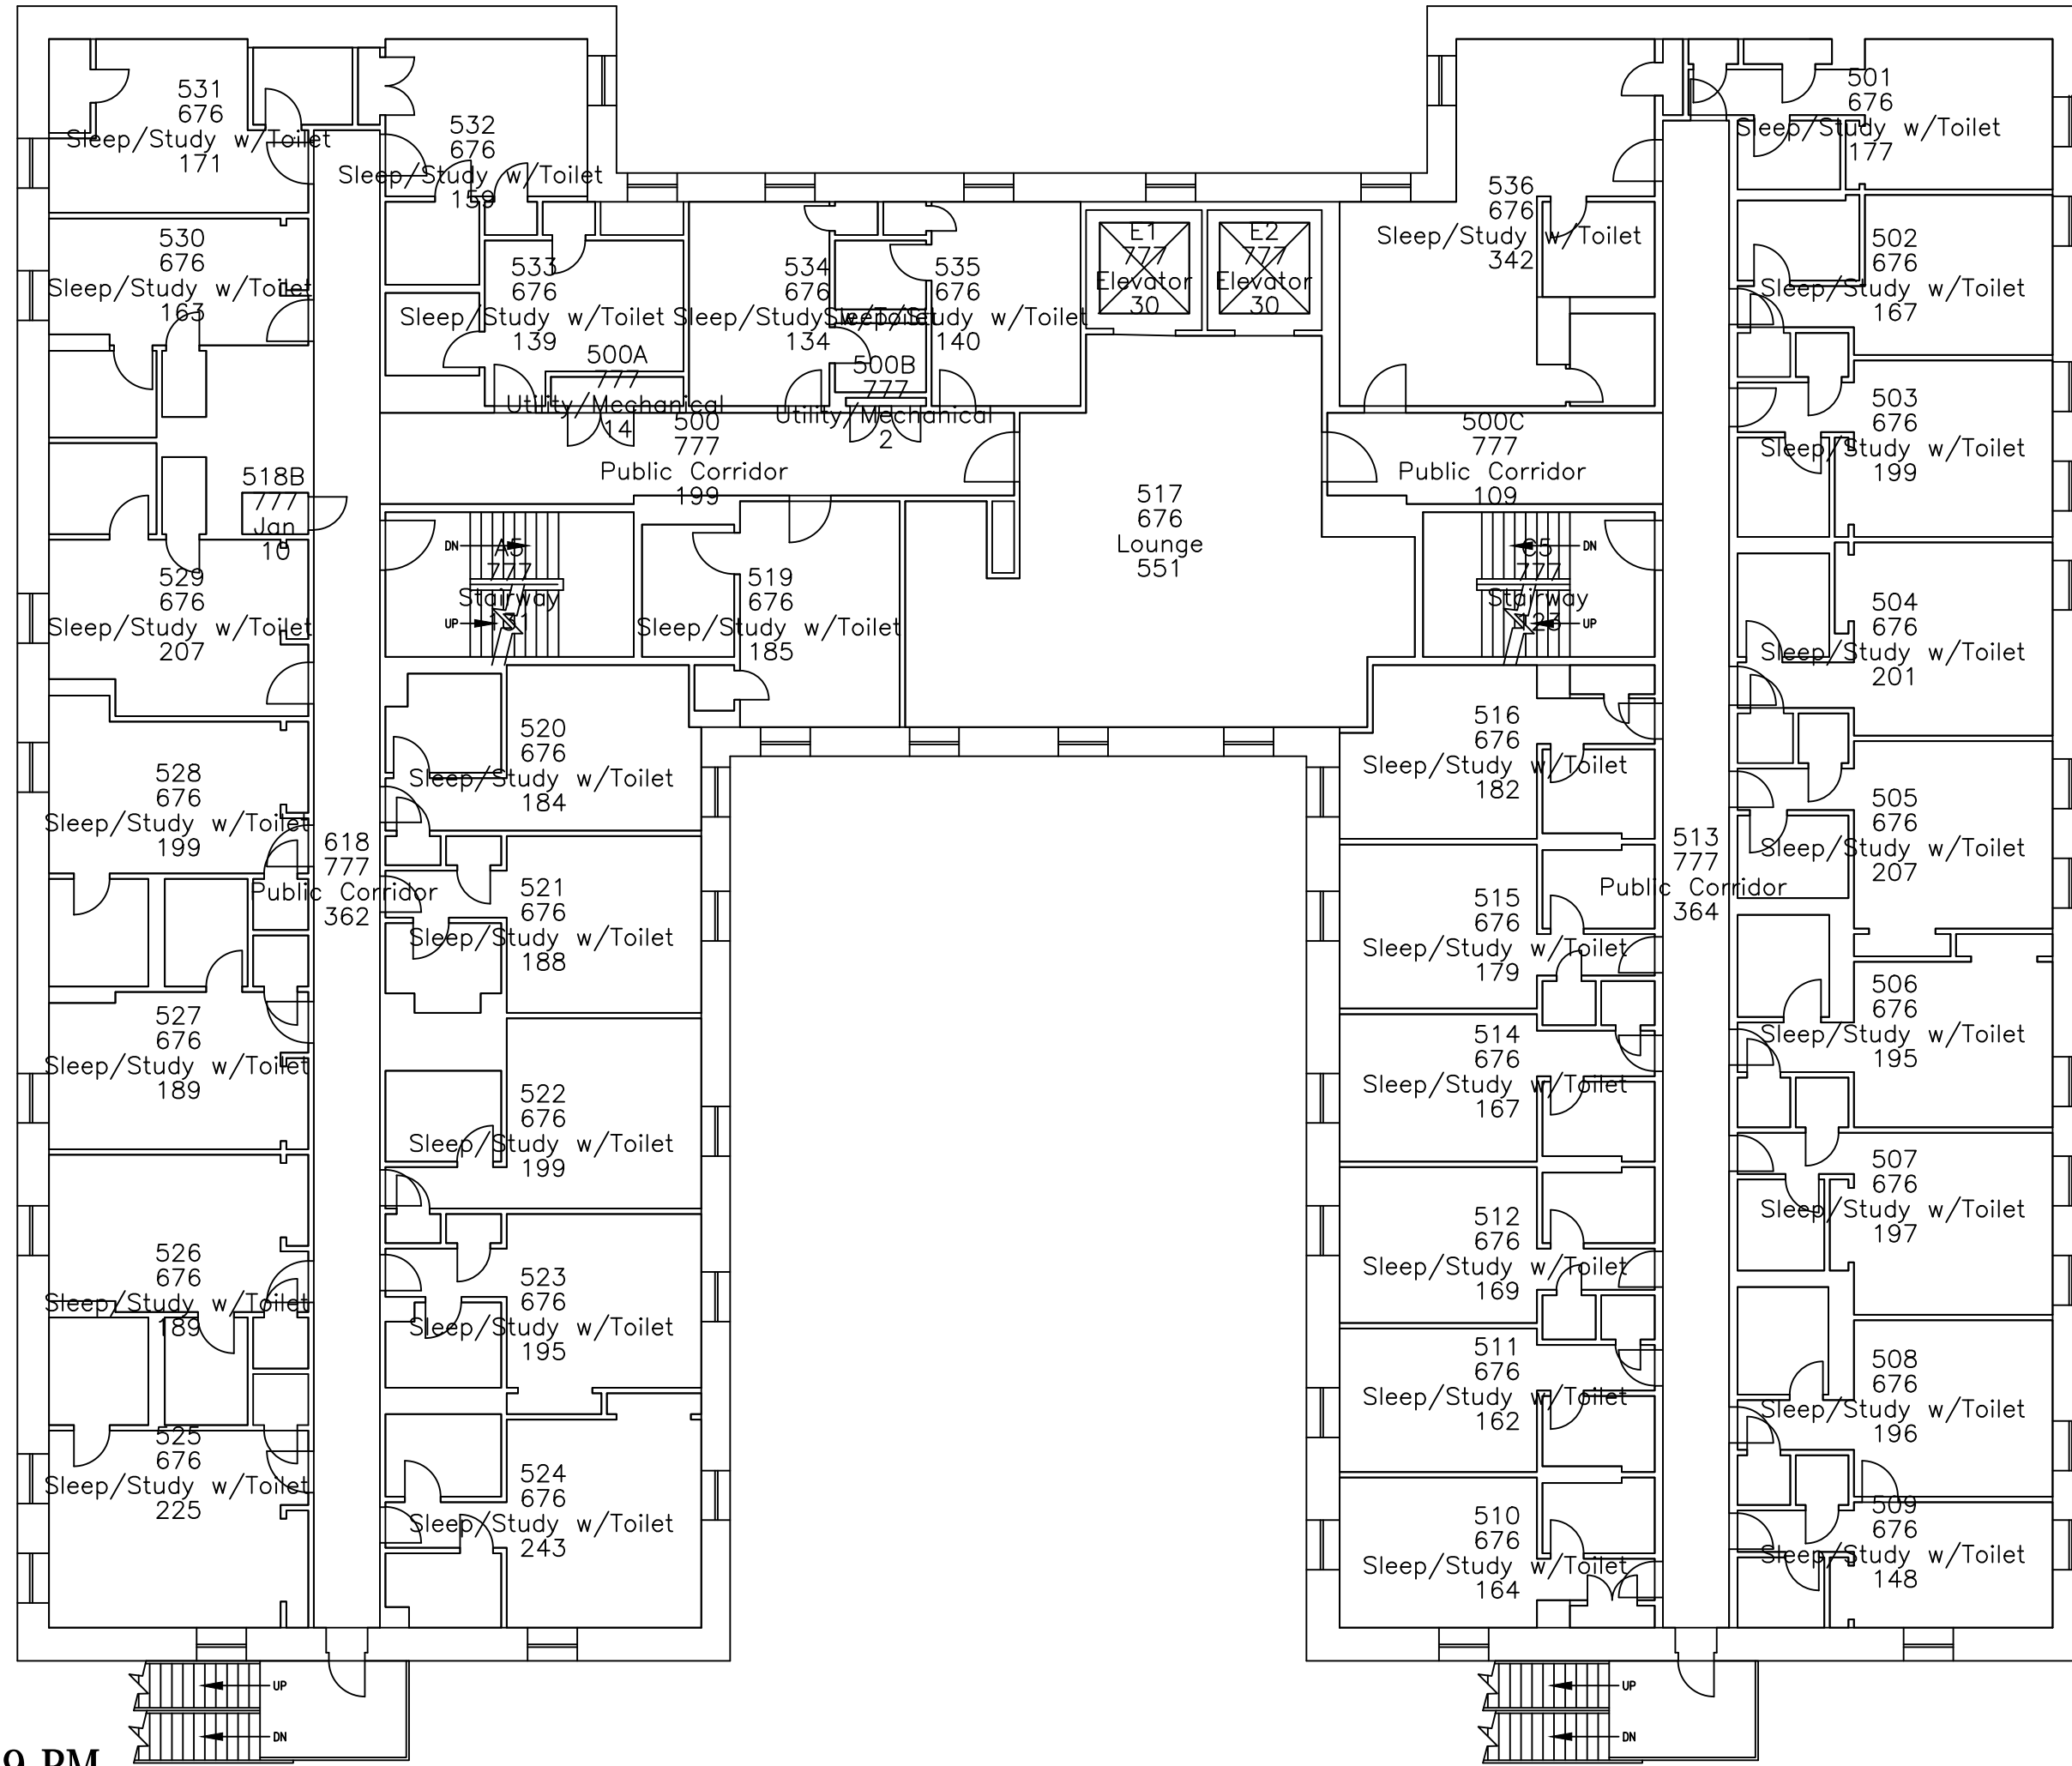 531
676
Sleep/Study w/Toilet
171
532
676
Sleep/Study w/Toilet
159
530
676
Sleep/Study w/Toilet
163
533
676
Sleep/Study w/Toilet
139
534
676
Sleep/Study w/Toilet
134
535
676
Sleep/Study w/Toilet
140
E1
777
Elevator
30
E2
777
Elevator
30
536
676
Sleep/Study w/Toilet
342
501
676
Sleep/Study w/Toilet
177
502
676
Sleep/Study w/Toilet
167
500A
777
Utility/Mechanical
14
500B
777
Utility/Mechanical
2
500
777
Public Corridor
199
500C
777
Public Corridor
109
503
676
Sleep/Study w/Toilet
199
518B
777
Jan
10
517
676
Lounge
551
DN
A5
777
Stairway
UP
DN
C5
777
Stairway
123
UP
529
676
Sleep/Study w/Toilet
207
519
676
Sleep/Study w/Toilet
185
504
676
Sleep/Study w/Toilet
201
528
676
Sleep/Study w/Toilet
199
520
676
Sleep/Study w/Toilet
184
516
676
Sleep/Study w/Toilet
182
505
676
Sleep/Study w/Toilet
207
618
777
Public Corridor
362
521
676
Sleep/Study w/Toilet
188
515
676
Sleep/Study w/Toilet
179
513
777
Public Corridor
364
527
676
Sleep/Study w/Toilet
189
522
676
Sleep/Study w/Toilet
199
514
676
Sleep/Study w/Toilet
167
506
676
Sleep/Study w/Toilet
195
526
676
Sleep/Study w/Toilet
189
523
676
Sleep/Study w/Toilet
195
512
676
Sleep/Study w/Toilet
169
507
676
Sleep/Study w/Toilet
197
511
676
Sleep/Study w/Toilet
162
508
676
Sleep/Study w/Toilet
196
525
676
Sleep/Study w/Toilet
225
524
676
Sleep/Study w/Toilet
243
510
676
Sleep/Study w/Toilet
164
509
676
Sleep/Study w/Toilet
148
UP
DN
UP
DN
9 PM